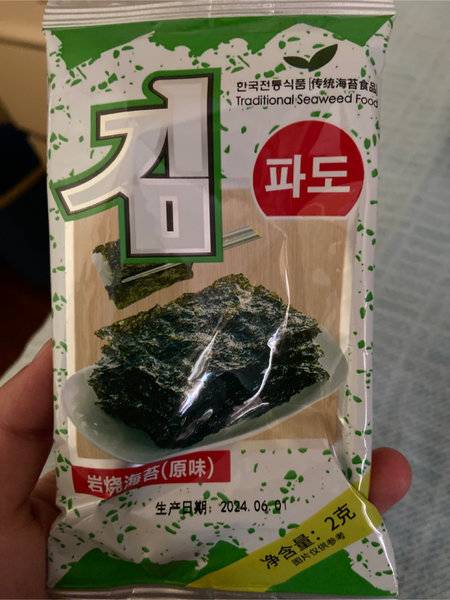 한국전통식품|传统海苔食品
Traditional Seaweed Food
김
파도
岩烧海苔(原味)
生产日期: 2024.06.01
净含量: 2克
图片仅供参考